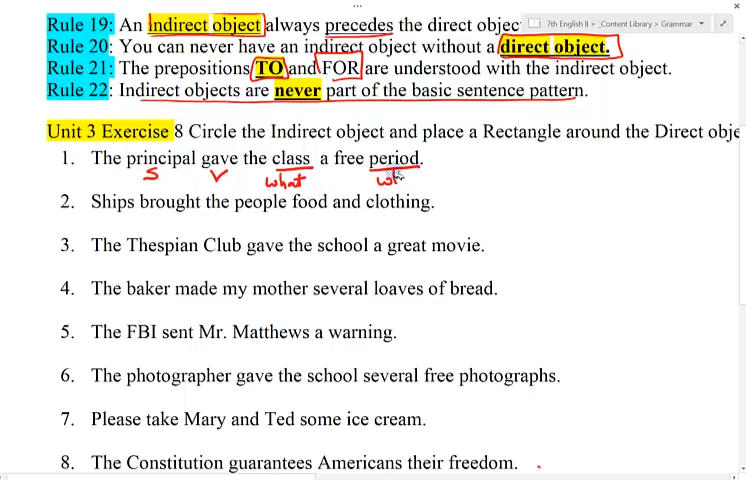 Rule 19: An indirect object always precedes the direct objec
7th English II > _Content Library > Grammar
Rule 20: You can never have an indirect object without a direct object.
Rule 21: The prepositions TO and FOR are understood with the indirect object.
Rule 22: Indirect objects are never part of the basic sentence pattern.
Unit 3 Exercise 8 Circle the Indirect object and place a Rectangle around the Direct obje
1. The principal gave the class a free period.
S V what wh
2. Ships brought the people food and clothing.
3. The Thespian Club gave the school a great movie.
4. The baker made my mother several loaves of bread.
5. The FBI sent Mr. Matthews a warning.
6. The photographer gave the school several free photographs.
7. Please take Mary and Ted some ice cream.
8. The Constitution guarantees Americans their freedom.